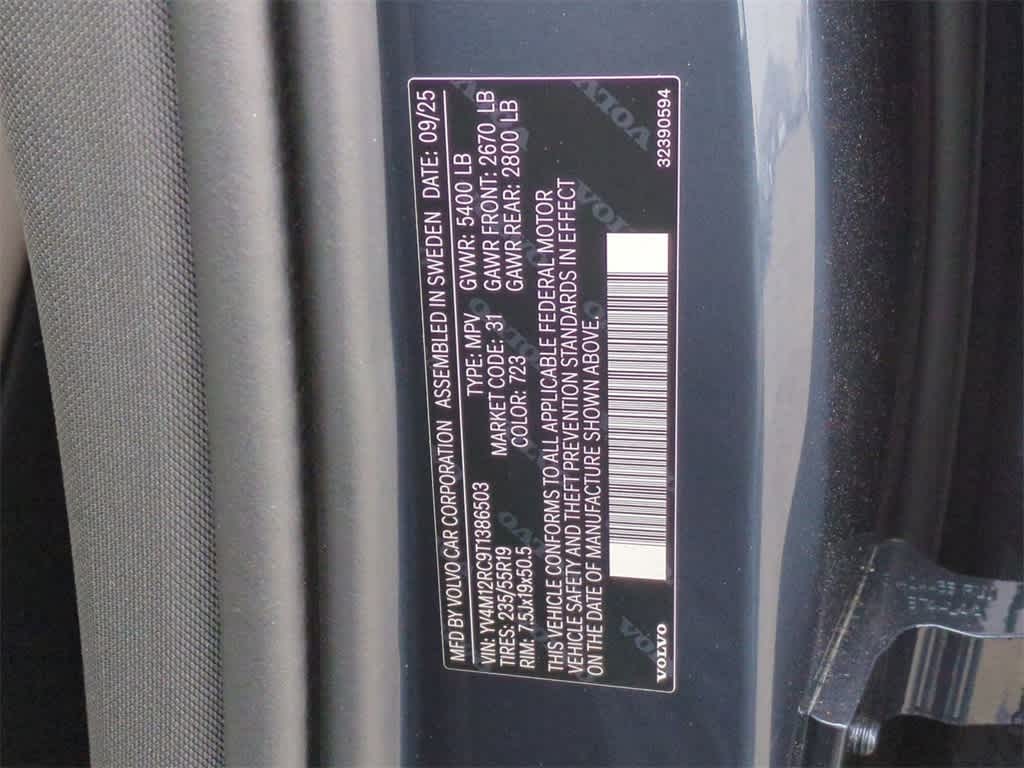 MFD BY VOLVO CAR CORPORATION ASSEMBLED IN SWEDEN DATE: 09/25
VIN: YV4M12RC9T1386503 TYPE: MPV GVWR: 5400 LB
TIRES: 235/55R19 MARKET CODE: 31 GAWR FRONT: 2670 LB
RIM: 7.5Jx19x50.5 COLOR: 723 GAWR REAR: 2800 LB
THIS VEHICLE CONFORMS TO ALL APPLICABLE FEDERAL MOTOR
VEHICLE SAFETY AND THEFT PREVENTION STANDARDS IN EFFECT
ON THE DATE OF MANUFACTURE SHOWN ABOVE.
VOLVO 32390594